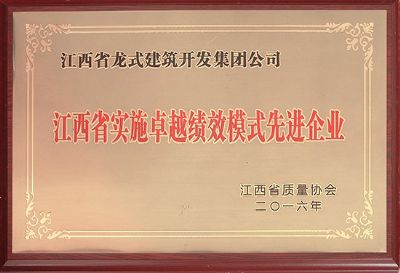 江西省龙式建筑开发集团公司
江西省实施卓越绩效模式先进企业
江西省质量协会
二〇一六年